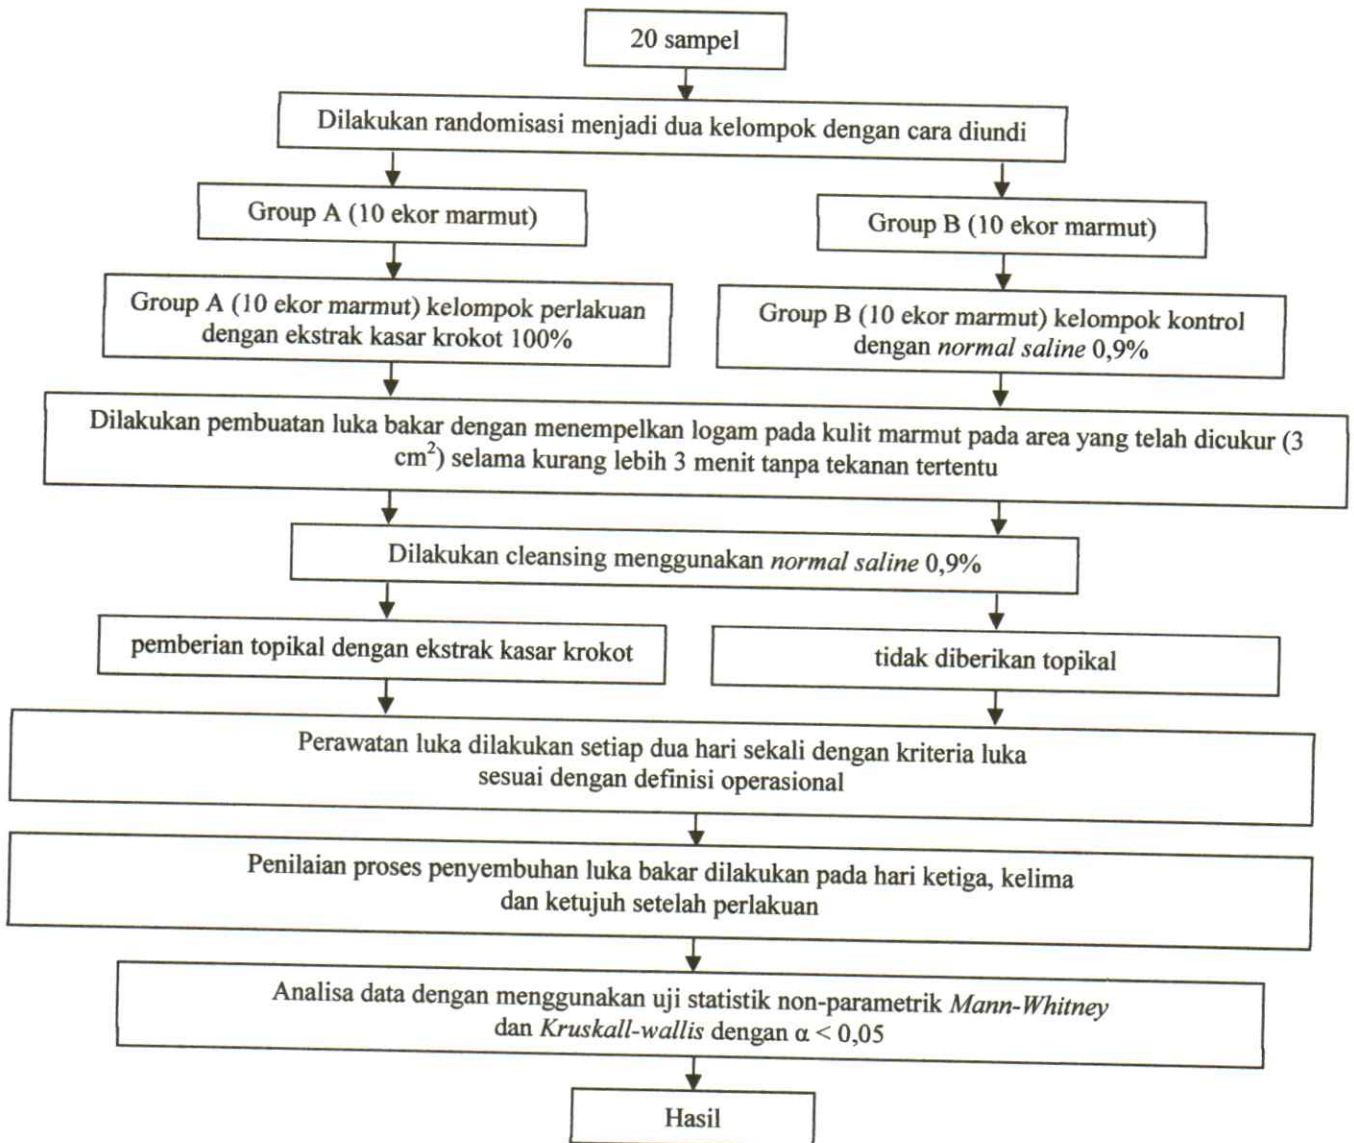 20 sampel
Dilakukan randomisasi menjadi dua kelompok dengan cara diundi
Group A (10 ekor marmut)
Group B (10 ekor marmut)
Group A (10 ekor marmut) kelompok perlakuan
dengan ekstrak kasar krokot 100%
Group B (10 ekor marmut) kelompok kontrol
dengan normal saline 0,9%
Dilakukan pembuatan luka bakar dengan menempelkan logam pada kulit marmut pada area yang telah dicukur (3
cm²) selama kurang lebih 3 menit tanpa tekanan tertentu
Dilakukan cleansing menggunakan normal saline 0,9%
pemberian topikal dengan ekstrak kasar krokot
tidak diberikan topikal
Perawatan luka dilakukan setiap dua hari sekali dengan kriteria luka
sesuai dengan definisi operasional
Penilaian proses penyembuhan luka bakar dilakukan pada hari ketiga, kelima
dan ketujuh setelah perlakuan
Analisa data dengan menggunakan uji statistik non-parametrik Mann-Whitney
dan Kruskall-wallis dengan α < 0,05
Hasil